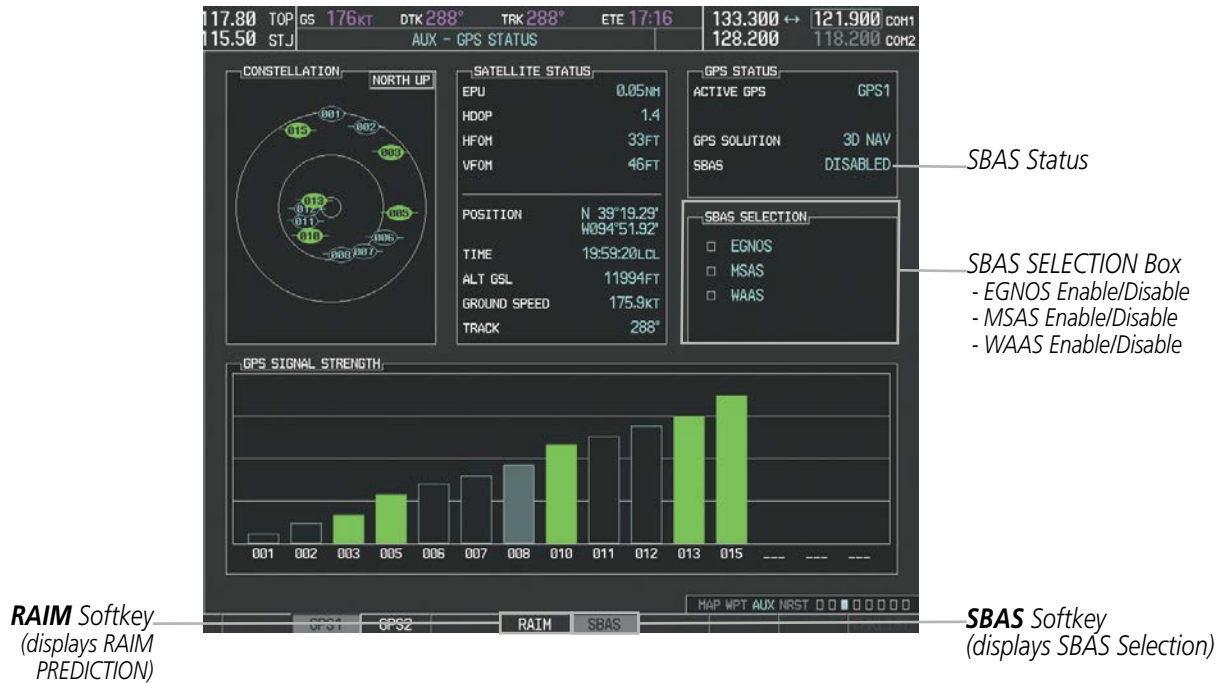 117.80 TOP GS 176KT DTK 288° TRK 288° ETE 17:16 133.300 ↔ 121.900 COM1
115.50 STJ AUX - GPS STATUS 128.200 118.200 COM2
CONSTELLATION
NORTH UP
001
015
002
003
013
012
005
011
010
006
008
007
SATELLITE STATUS
EPU 0.05NM
HDOP 1.4
HFOM 33FT
VFOM 46FT
POSITION N 39°19.29'
W094°51.92'
TIME 19:59:20LCL
ALT GSL 11994FT
GROUND SPEED 175.9KT
TRACK 288°
GPS STATUS
ACTIVE GPS GPS1
GPS SOLUTION 3D NAV
SBAS DISABLED
SBAS Status
SBAS SELECTION
EGNOS
MSAS
WAAS
SBAS SELECTION Box
- EGNOS Enable/Disable
- MSAS Enable/Disable
- WAAS Enable/Disable
GPS SIGNAL STRENGTH
001 002 003 005 006 007 008 010 011 012 013 015 ___ ___ ___
MAP WPT AUX NRST
GPS1 GPS2 RAIM SBAS
RAIM Softkey
(displays RAIM
PREDICTION)
SBAS Softkey
(displays SBAS Selection)